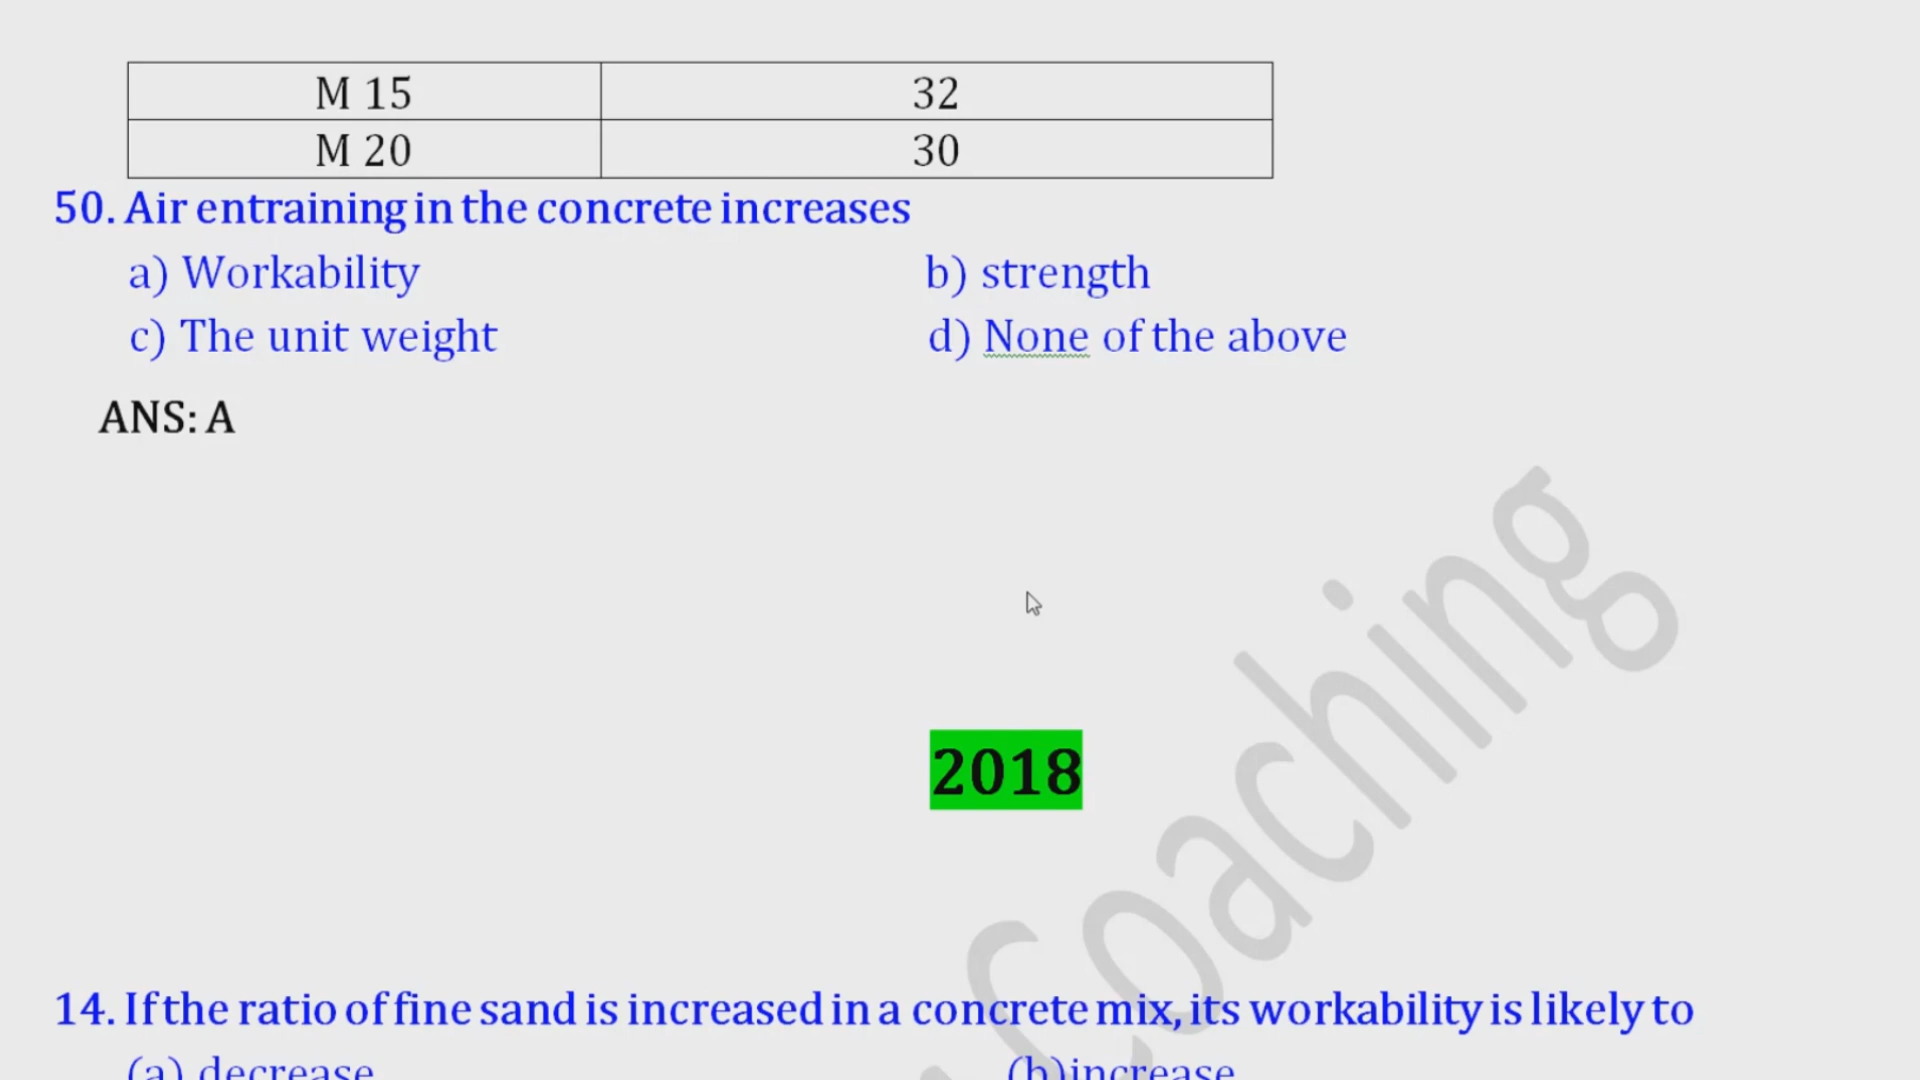 M 15 32
M 20 30
50. Air entraining in the concrete increases
a) Workability b) strength
c) The unit weight d) None of the above
ANS: A
2018
14. If the ratio of fine sand is increased in a concrete mix, its workability is likely to
(a) decrease (b)increase
Coaching